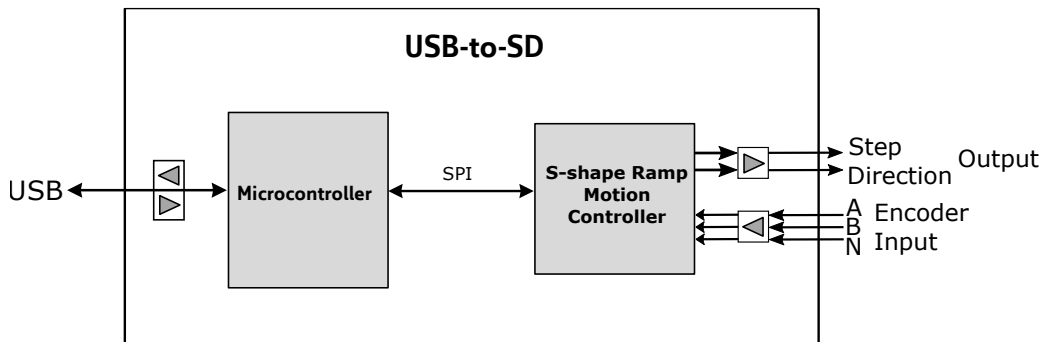 USB-to-SD
USB
Microcontroller
SPI
S-shape Ramp
Motion
Controller
Step
Direction
Output
A
B
N
Encoder
Input